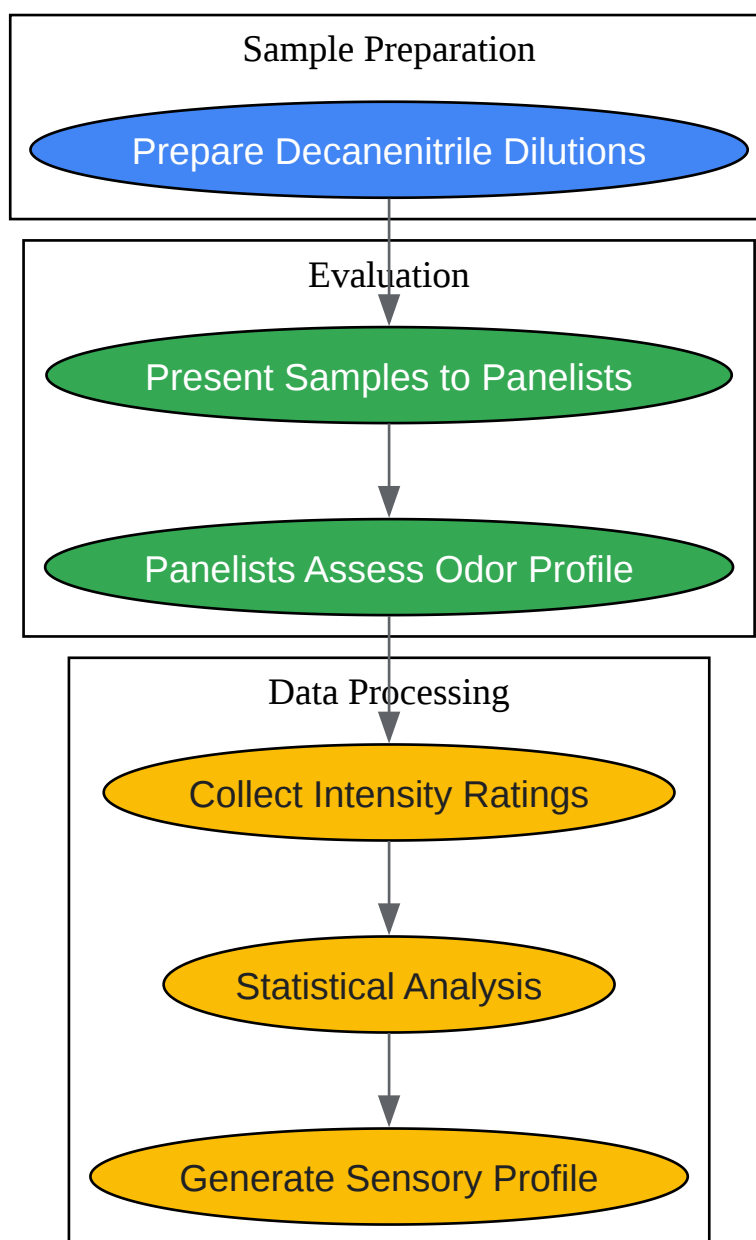 Sample Preparation
Prepare Decanenitrile Dilutions
Evaluation
Present Samples to Panelists
Panelists Assess Odor Profile
Data Processing
Collect Intensity Ratings
Statistical Analysis
Generate Sensory Profile